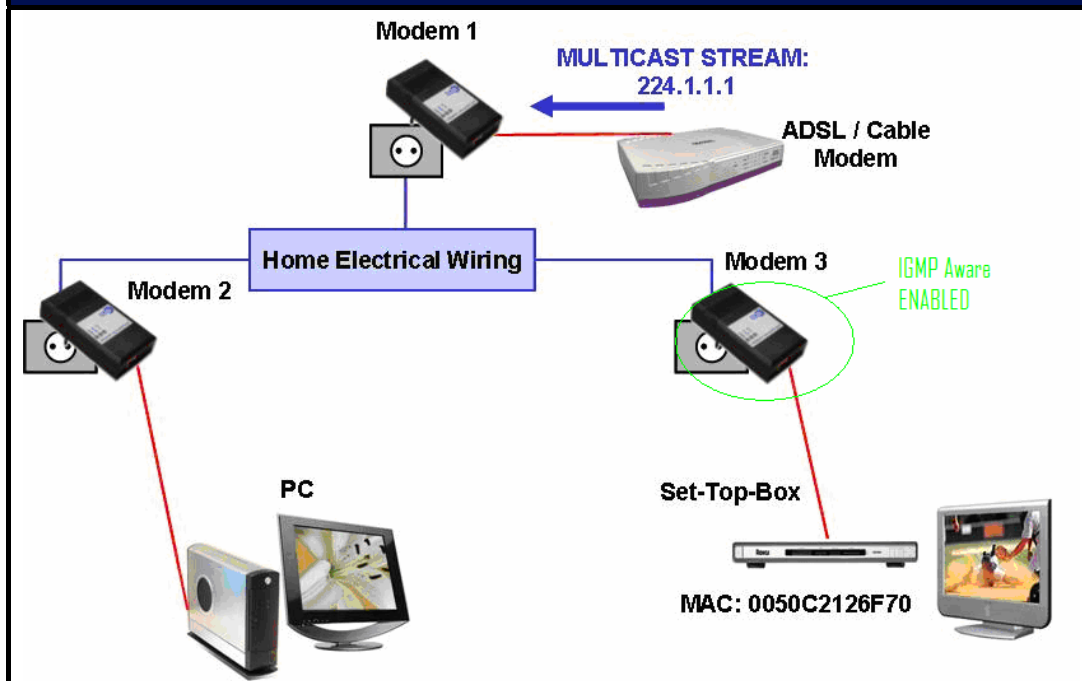 Modem 1
MULTICAST STREAM:
224.1.1.1
ADSL / Cable
Modem
Home Electrical Wiring
Modem 2
Modem 3
IGMP Aware
ENABLED
PC
Set-Top-Box
MAC: 0050C2126F70